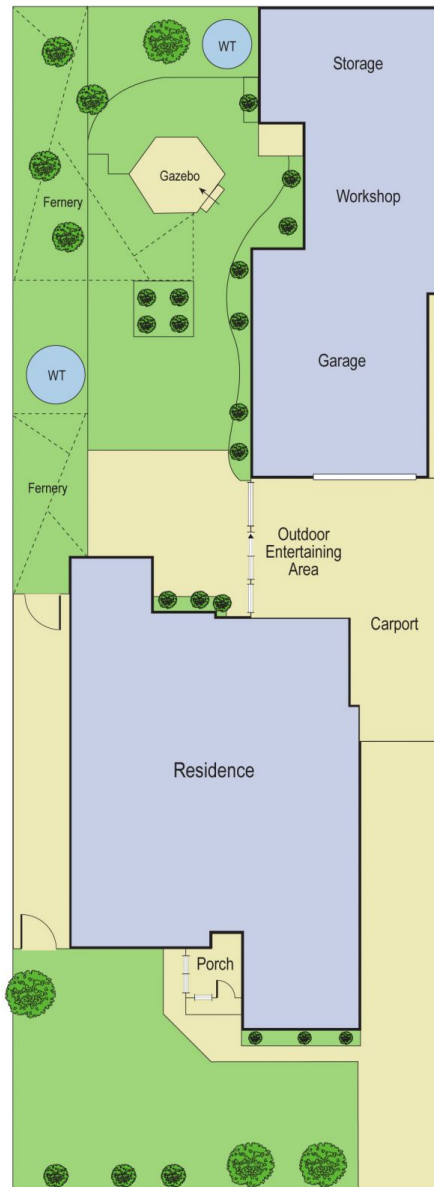 WT
Storage
Workshop
Gazebo
Fernery
Garage
WT
Fernery
Outdoor
Entertaining
Area
Carport
Residence
Porch